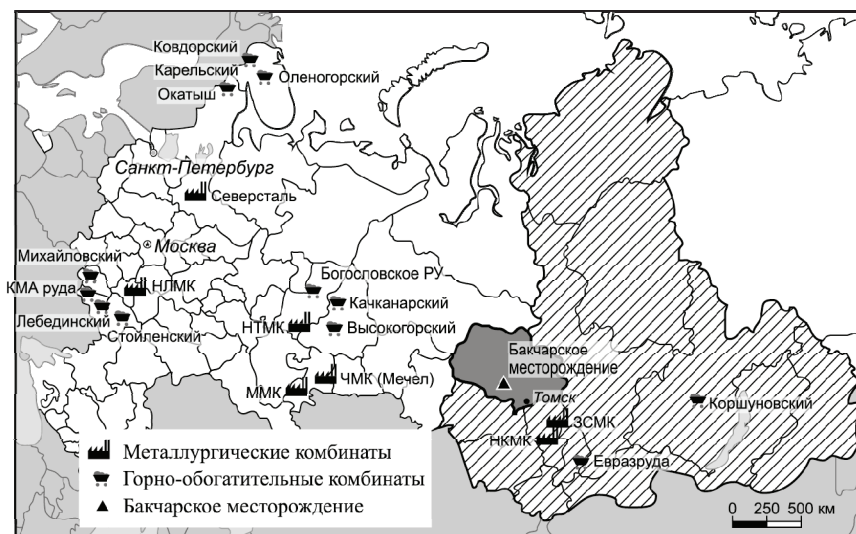 Ковдорский
Карельский
Окатыш
Оленогорский
Санкт-Петербург
Северсталь
Москва
Михайловский
КМА руда
НЛМК
Лебединский
Стойленский
Богословское РУ
Качканарский
НТМК
Высокогорский
ММК
ЧМК (Мечел)
Бакчарское
месторождение
Томск
ЗСМК
НКМК
Евразруда
Коршуновский
Металлургические комбинаты
Горно-обогатительные комбинаты
Бакчарское месторождение
0 250 500 км